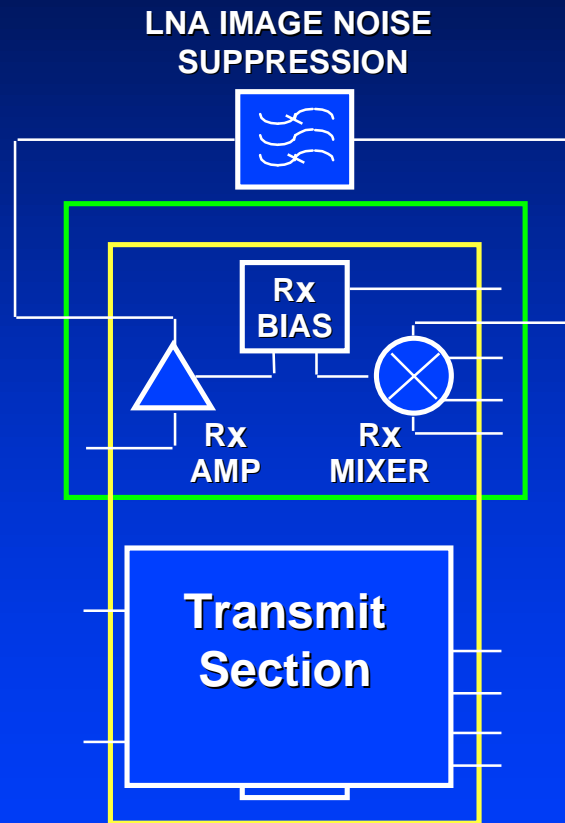 LNA IMAGE NOISE
SUPPRESSION
Rx
BIAS
Rx
AMP
Rx
MIXER
Transmit
Section